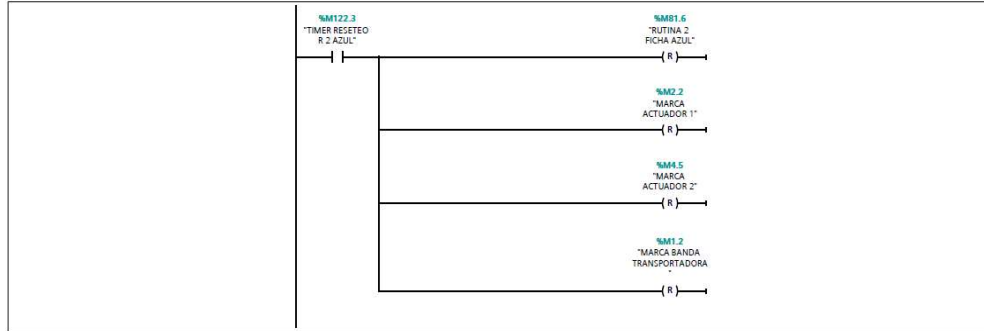 %M122.3
"TIMER RESETEO
R 2 AZUL"
%M81.6
"RUTINA 2
FICHA AZUL"
R
%M2.2
"MARCA
ACTUADOR 1"
R
%M4.5
"MARCA
ACTUADOR 2"
R
%M1.2
"MARCA BANDA
TRANSPORTADORA
"
R